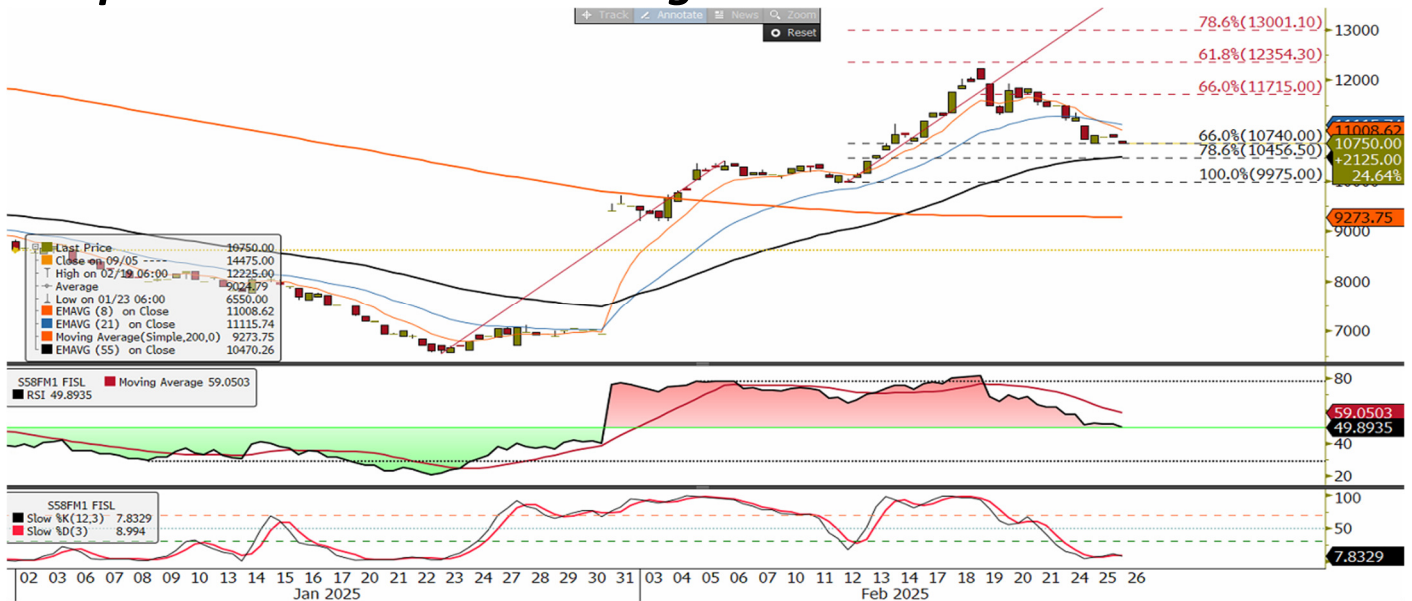 Track Annotate News Zoom
Reset
78.6%(13001.10)
61.8%(12354.30)
66.0%(11715.00)
66.0%(10740.00)
78.6%(10456.50)
100.0%(9975.00)
13000
12000
11000
11008.62
10750.00
+2125.00
24.64%
9273.75
9000
8000
7000
Last Price 10750.00
Close on 09/05 ---- 14475.00
High on 02/19 06:00 12225.00
Average 9024.79
Low on 01/23 06:00 6550.00
EMAVG (8) on Close 11008.62
EMAVG (21) on Close 11115.74
Moving Average(Simple,200,0) 9273.75
EMAVG (55) on Close 10470.26
S58FM1 FISL Moving Average 59.0503
RSI 49.8935
80
59.0503
49.8935
40
20
S58FM1 FISL
Slow %K(12,3) 7.8329
Slow %D(3) 8.994
100
50
7.8329
02 03 06 07 08 09 10 13 14 15 16 17 20 21 22 23 24 27 28 29 30 31 03 04 05 06 07 10 11 12 13 14 17 18 19 20 21 24 25 26
Jan 2025 Feb 2025